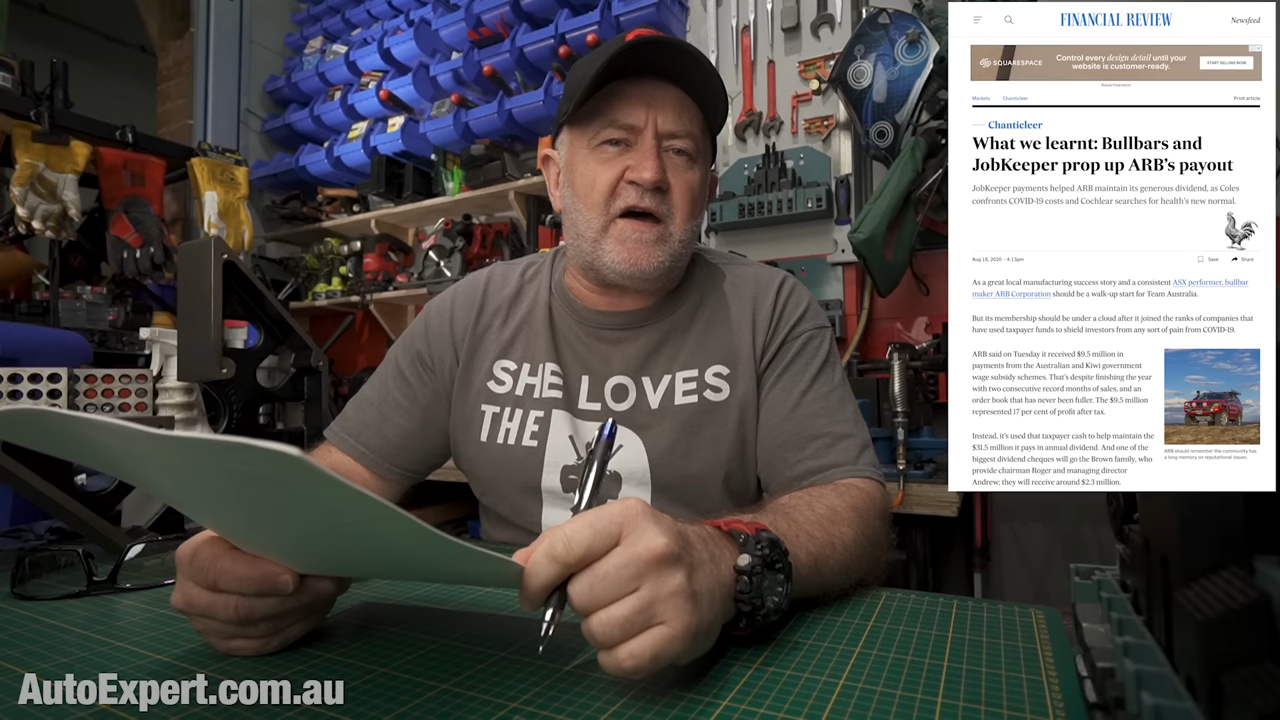 FINANCIAL REVIEW
Newsfeed
SQUARESPACE
Control every design detail until your
website is customer-ready.
START SELLING NOW
Advertisement
Markets Chanticleer
Print article
Chanticleer
What we learnt: Bullbars and
JobKeeper prop up ARB's payout
JobKeeper payments helped ARB maintain its generous dividend, as Coles
confronts COVID-19 costs and Cochlear searches for health's new normal.
Aug 18, 2020 – 4.13pm
Save
Share
As a great local manufacturing success story and a consistent ASX performer, bullbar
maker ARB Corporation should be a walk-up start for Team Australia.
But its membership should be under a cloud after it joined the ranks of companies that
have used taxpayer funds to shield investors from any sort of pain from COVID-19.
ARB said on Tuesday it received $9.5 million in
payments from the Australian and Kiwi government
wage subsidy schemes. That's despite finishing the year
with two consecutive record months of sales, and an
order book that has never been fuller. The $9.5 million
represented 17 per cent of profit after tax.
ARB should remember the community has
a long memory on reputational issues.
Instead, it's used that taxpayer cash to help maintain the
$31.5 million it pays in annual dividend. And one of the
biggest dividend cheques will go the Brown family, who
provide chairman Roger and managing director
Andrew; they will receive around $2.3 million.
SHE LOVES
THE D
AutoExpert.com.au